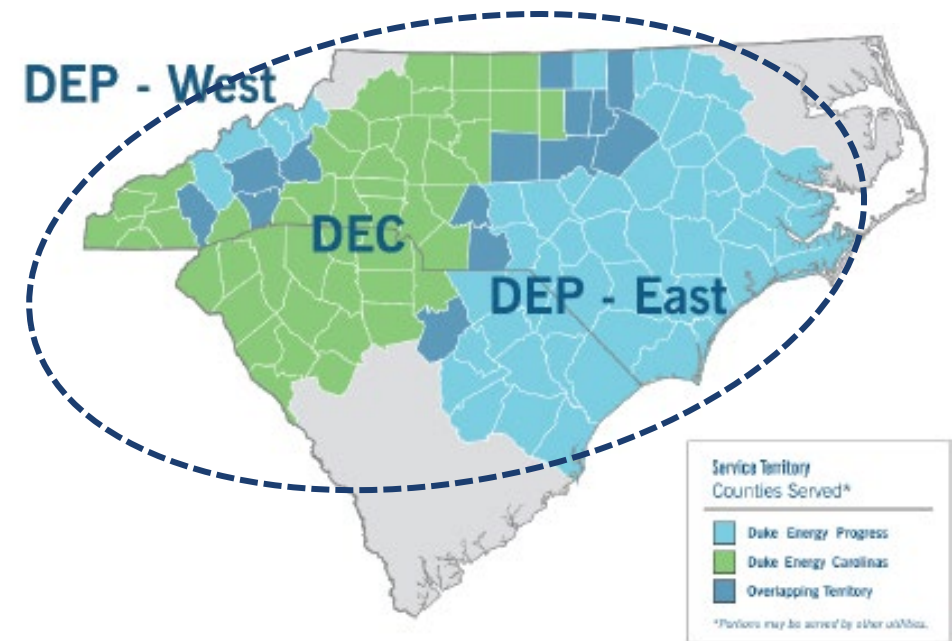 DEP - West
DEC
DEP - East
Service Territory
Counties Served*
Duke Energy Progress
Duke Energy Carolinas
Overlapping Territory
*Portions may be served by other utilities.